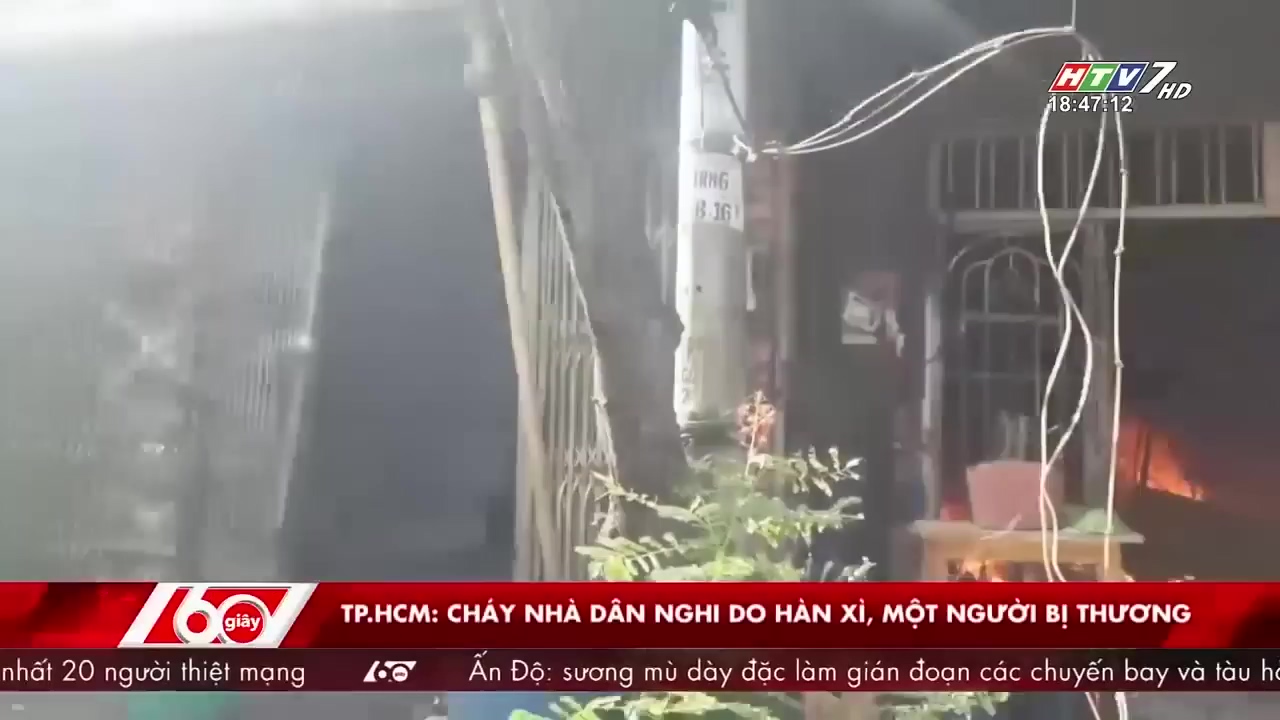 HTV7 HD
18:47:12
60 giây
TP.HCM: CHÁY NHÀ DÂN NGHI DO HÀN XÌ, MỘT NGƯỜI BỊ THƯƠNG
nhất 20 người thiệt mạng
60
Ấn Độ: sương mù dày đặc làm gián đoạn các chuyến bay và tàu